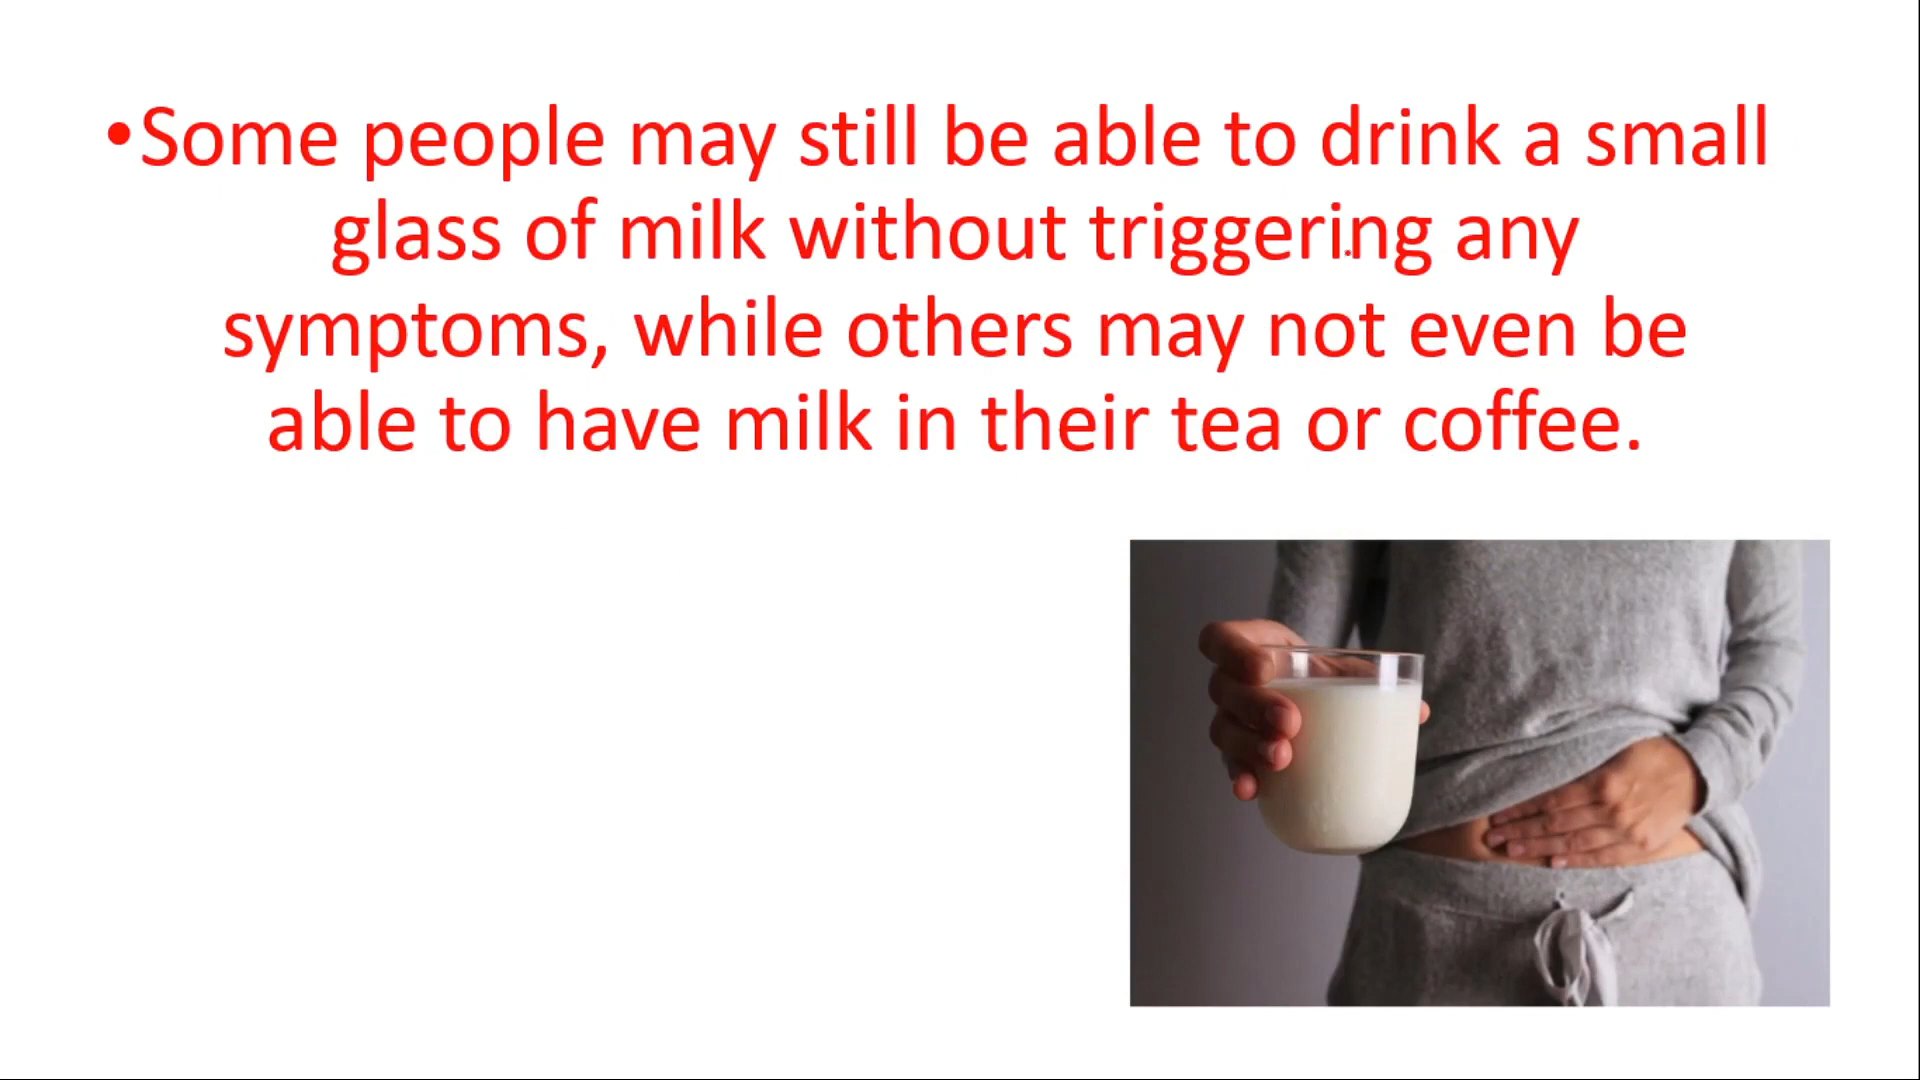 •Some people may still be able to drink a small
glass of milk without triggering any
symptoms, while others may not even be
able to have milk in their tea or coffee.